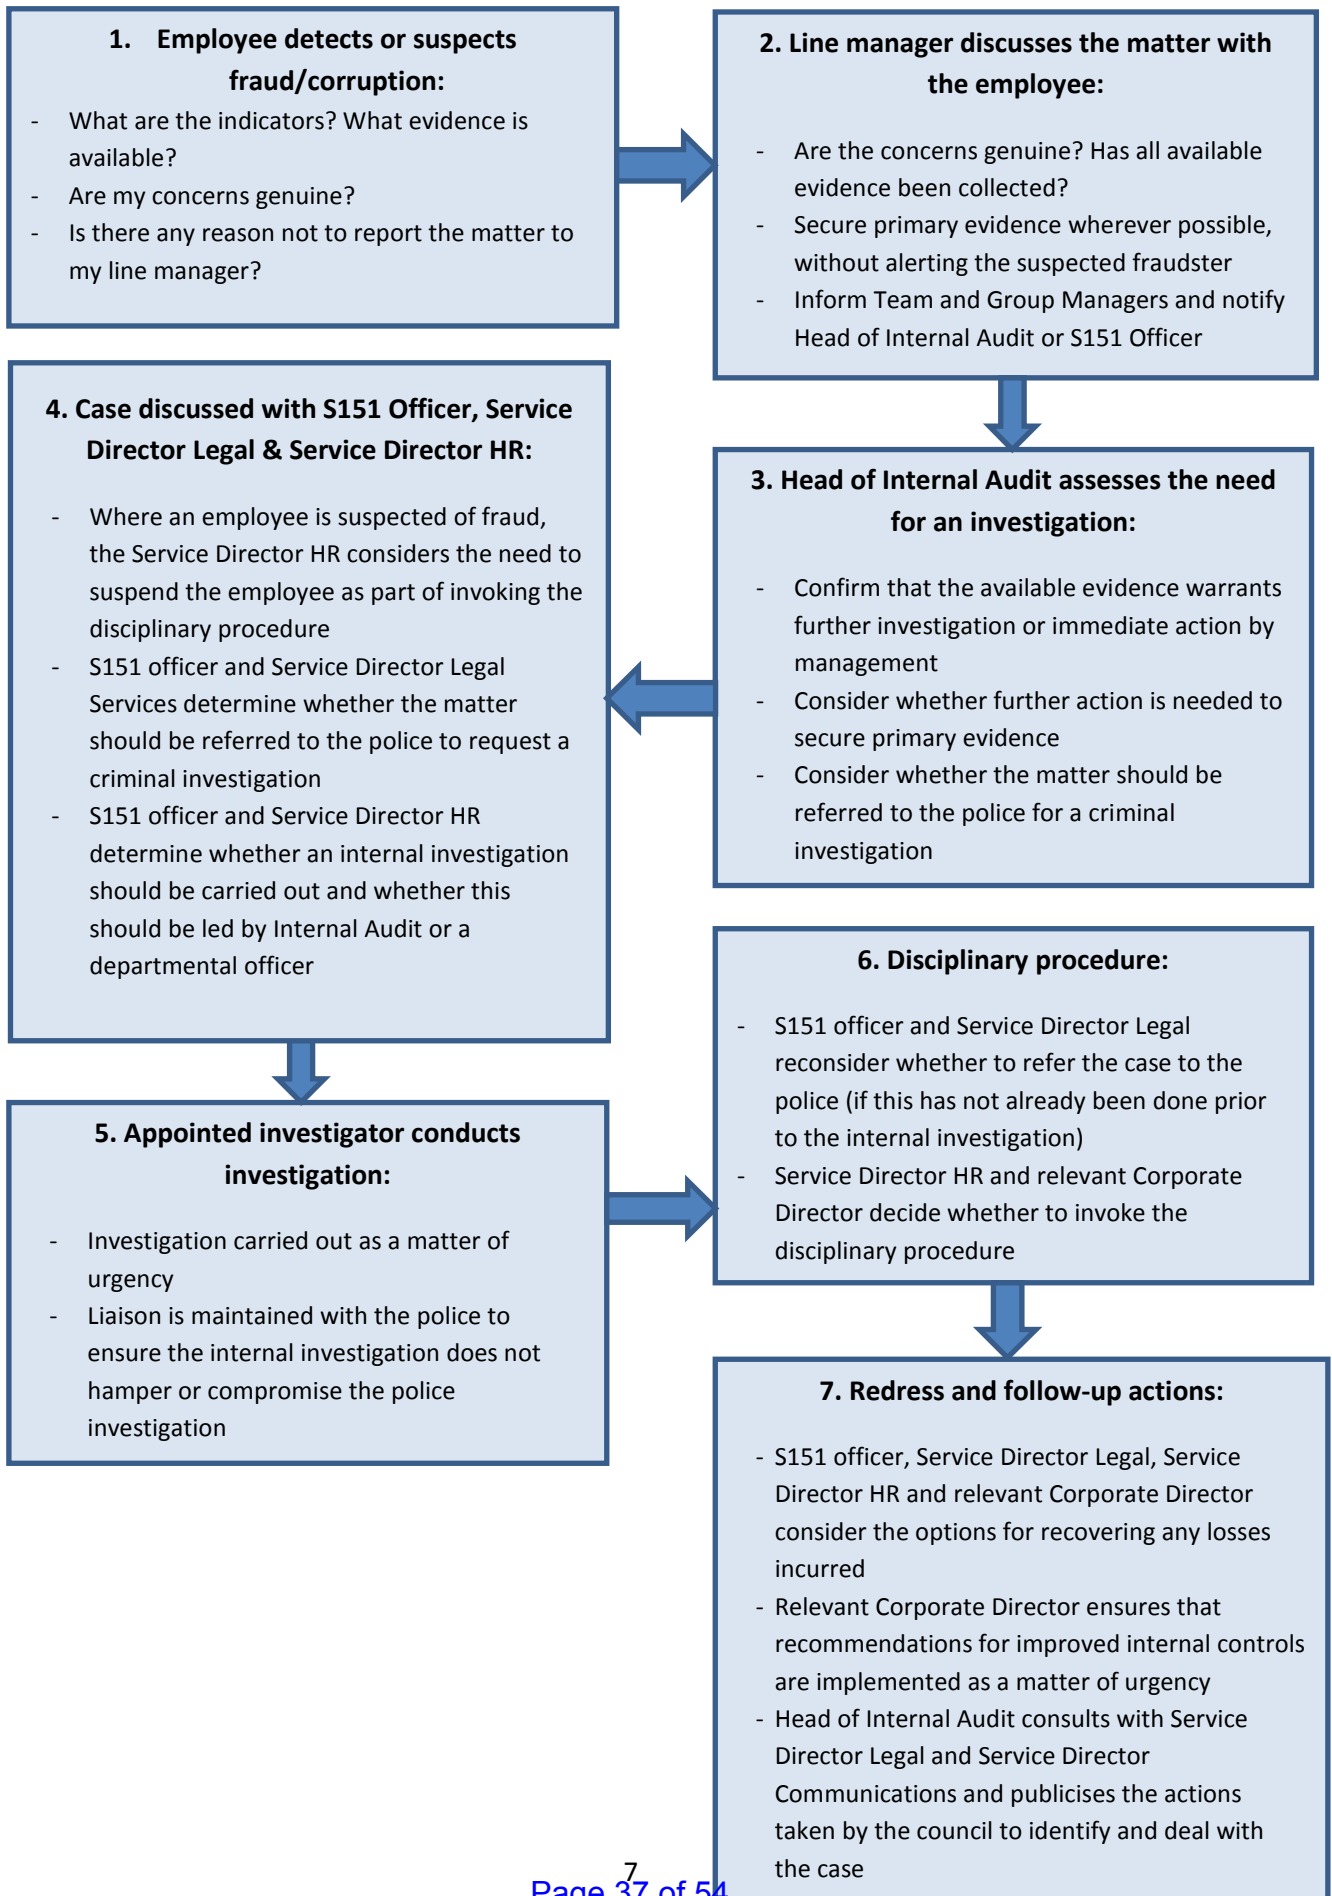 1. Employee detects or suspects
fraud/corruption:
- What are the indicators? What evidence is
available?
- Are my concerns genuine?
- Is there any reason not to report the matter to
my line manager?
2. Line manager discusses the matter with
the employee:
- Are the concerns genuine? Has all available
evidence been collected?
- Secure primary evidence wherever possible,
without alerting the suspected fraudster
- Inform Team and Group Managers and notify
Head of Internal Audit or S151 Officer
3. Head of Internal Audit assesses the need
for an investigation:
- Confirm that the available evidence warrants
further investigation or immediate action by
management
- Consider whether further action is needed to
secure primary evidence
- Consider whether the matter should be
referred to the police for a criminal
investigation
4. Case discussed with S151 Officer, Service
Director Legal & Service Director HR:
- Where an employee is suspected of fraud,
the Service Director HR considers the need to
suspend the employee as part of invoking the
disciplinary procedure
- S151 officer and Service Director Legal
Services determine whether the matter
should be referred to the police to request a
criminal investigation
- S151 officer and Service Director HR
determine whether an internal investigation
should be carried out and whether this
should be led by Internal Audit or a
departmental officer
5. Appointed investigator conducts
investigation:
- Investigation carried out as a matter of
urgency
- Liaison is maintained with the police to
ensure the internal investigation does not
hamper or compromise the police
investigation
6. Disciplinary procedure:
- S151 officer and Service Director Legal
reconsider whether to refer the case to the
police (if this has not already been done prior
to the internal investigation)
- Service Director HR and relevant Corporate
Director decide whether to invoke the
disciplinary procedure
7. Redress and follow-up actions:
- S151 officer, Service Director Legal, Service
Director HR and relevant Corporate Director
consider the options for recovering any losses
incurred
- Relevant Corporate Director ensures that
recommendations for improved internal controls
are implemented as a matter of urgency
- Head of Internal Audit consults with Service
Director Legal and Service Director
Communications and publicises the actions
taken by the council to identify and deal with
the case
7
Page 37 of 54